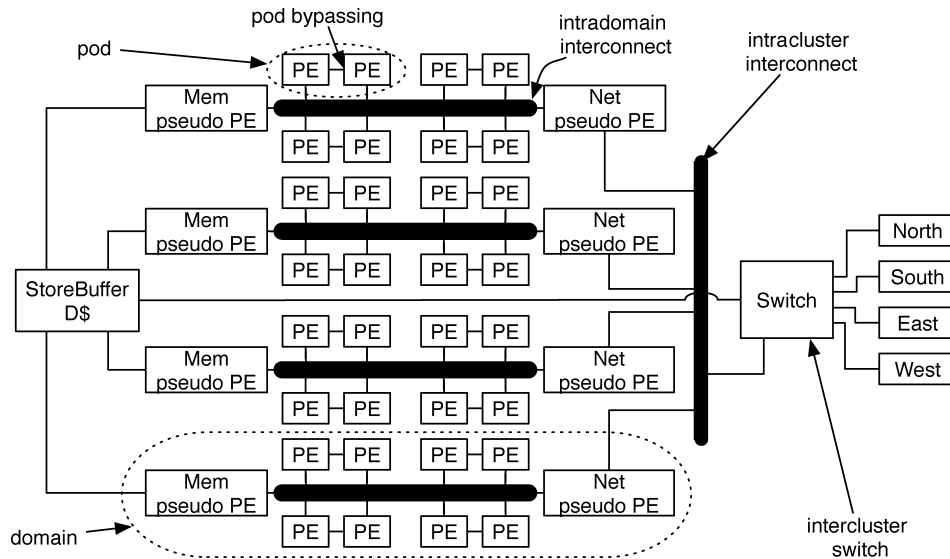 pod bypassing
pod
intradomain
interconnect
intracluster
interconnect
PE PE PE PE
Mem
pseudo PE
Net
pseudo PE
PE PE PE PE
PE PE PE PE
Mem
pseudo PE
Net
pseudo PE
PE PE PE PE
StoreBuffer
D$
Switch
North
South
East
West
PE PE PE PE
Mem
pseudo PE
Net
pseudo PE
PE PE PE PE
PE PE PE PE
Mem
pseudo PE
Net
pseudo PE
PE PE PE PE
domain
intercluster
switch